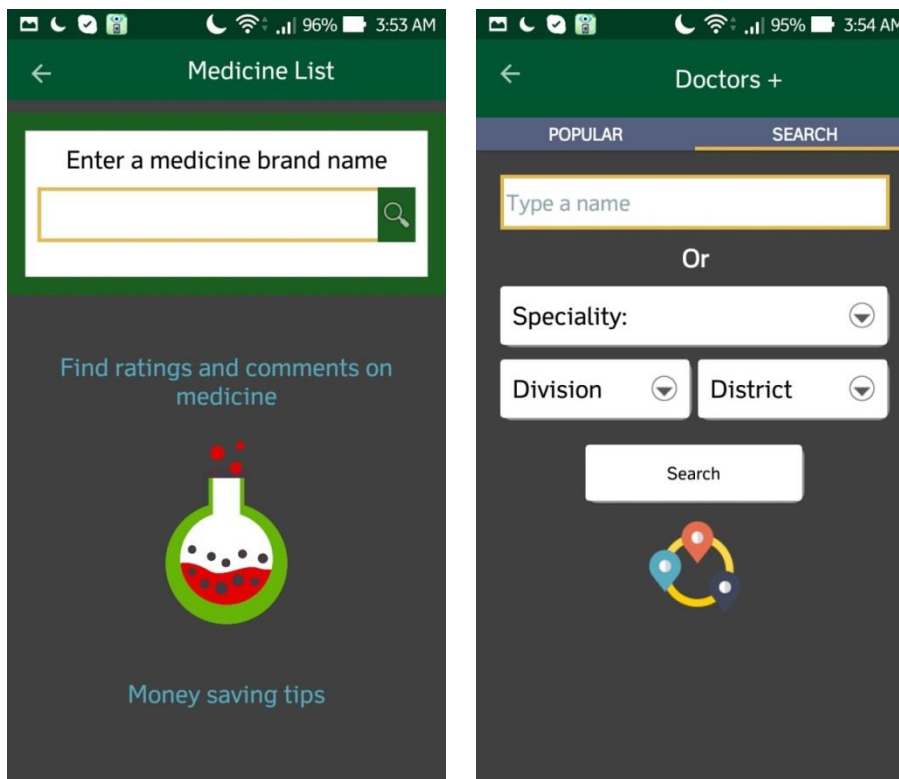 96% 3:53 AM
Medicine List
Enter a medicine brand name
Find ratings and comments on
medicine
Money saving tips
95% 3:54 AM
Doctors +
POPULAR SEARCH
Type a name
Or
Speciality:
Division District
Search